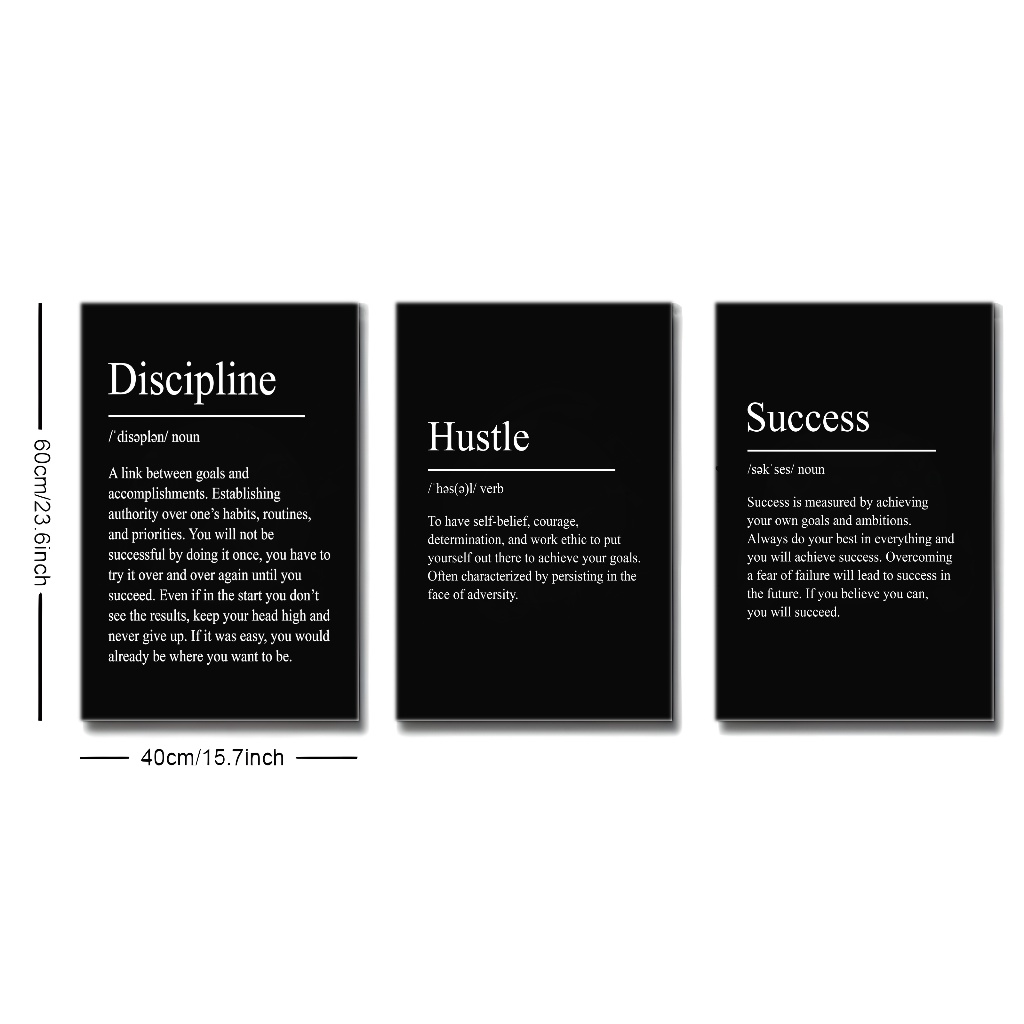 60cm/23.6inch
Discipline
/ˈdisəplən/ noun
A link between goals and
accomplishments. Establishing
authority over one’s habits, routines,
and priorities. You will not be
successful by doing it once, you have to
try it over and over again until you
succeed. Even if in the start you don’t
see the results, keep your head high and
never give up. If it was easy, you would
already be where you want to be.
40cm/15.7inch
Hustle
/ˈhəs(ə)l/ verb
To have self-belief, courage,
determination, and work ethic to put
yourself out there to achieve your goals.
Often characterized by persisting in the
face of adversity.
Success
/səkˈses/ noun
Success is measured by achieving
your own goals and ambitions.
Always do your best in everything and
you will achieve success. Overcoming
a fear of failure will lead to success in
the future. If you believe you can,
you will succeed.